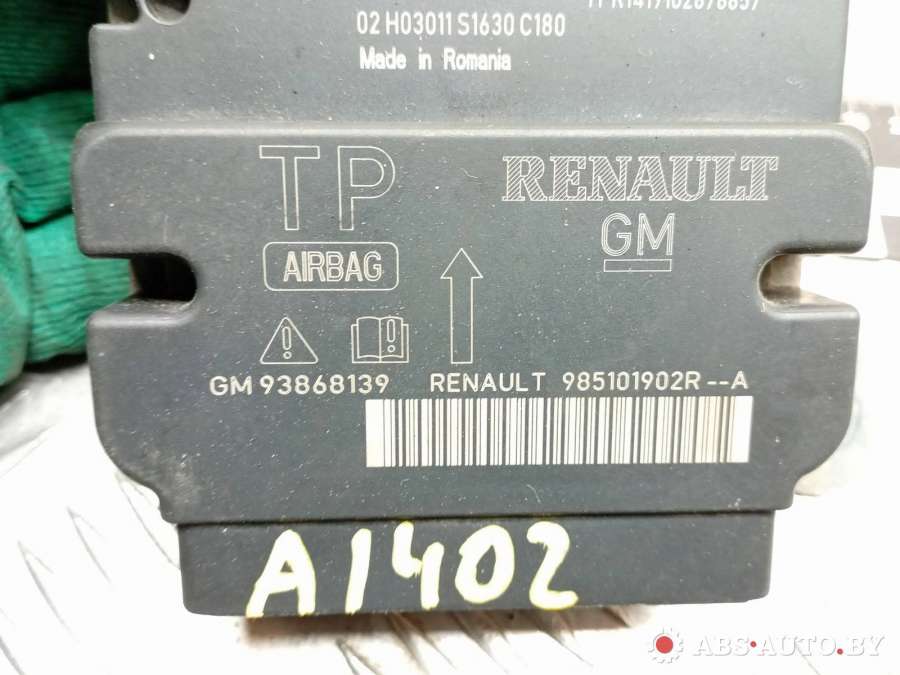 02 H03011 S1630 C180
Made in Romania
TP RENAULT
GM
AIRBAG
GM 93868139 RENAULT 985101902R--A
A1402
ABS-AUTO.BY